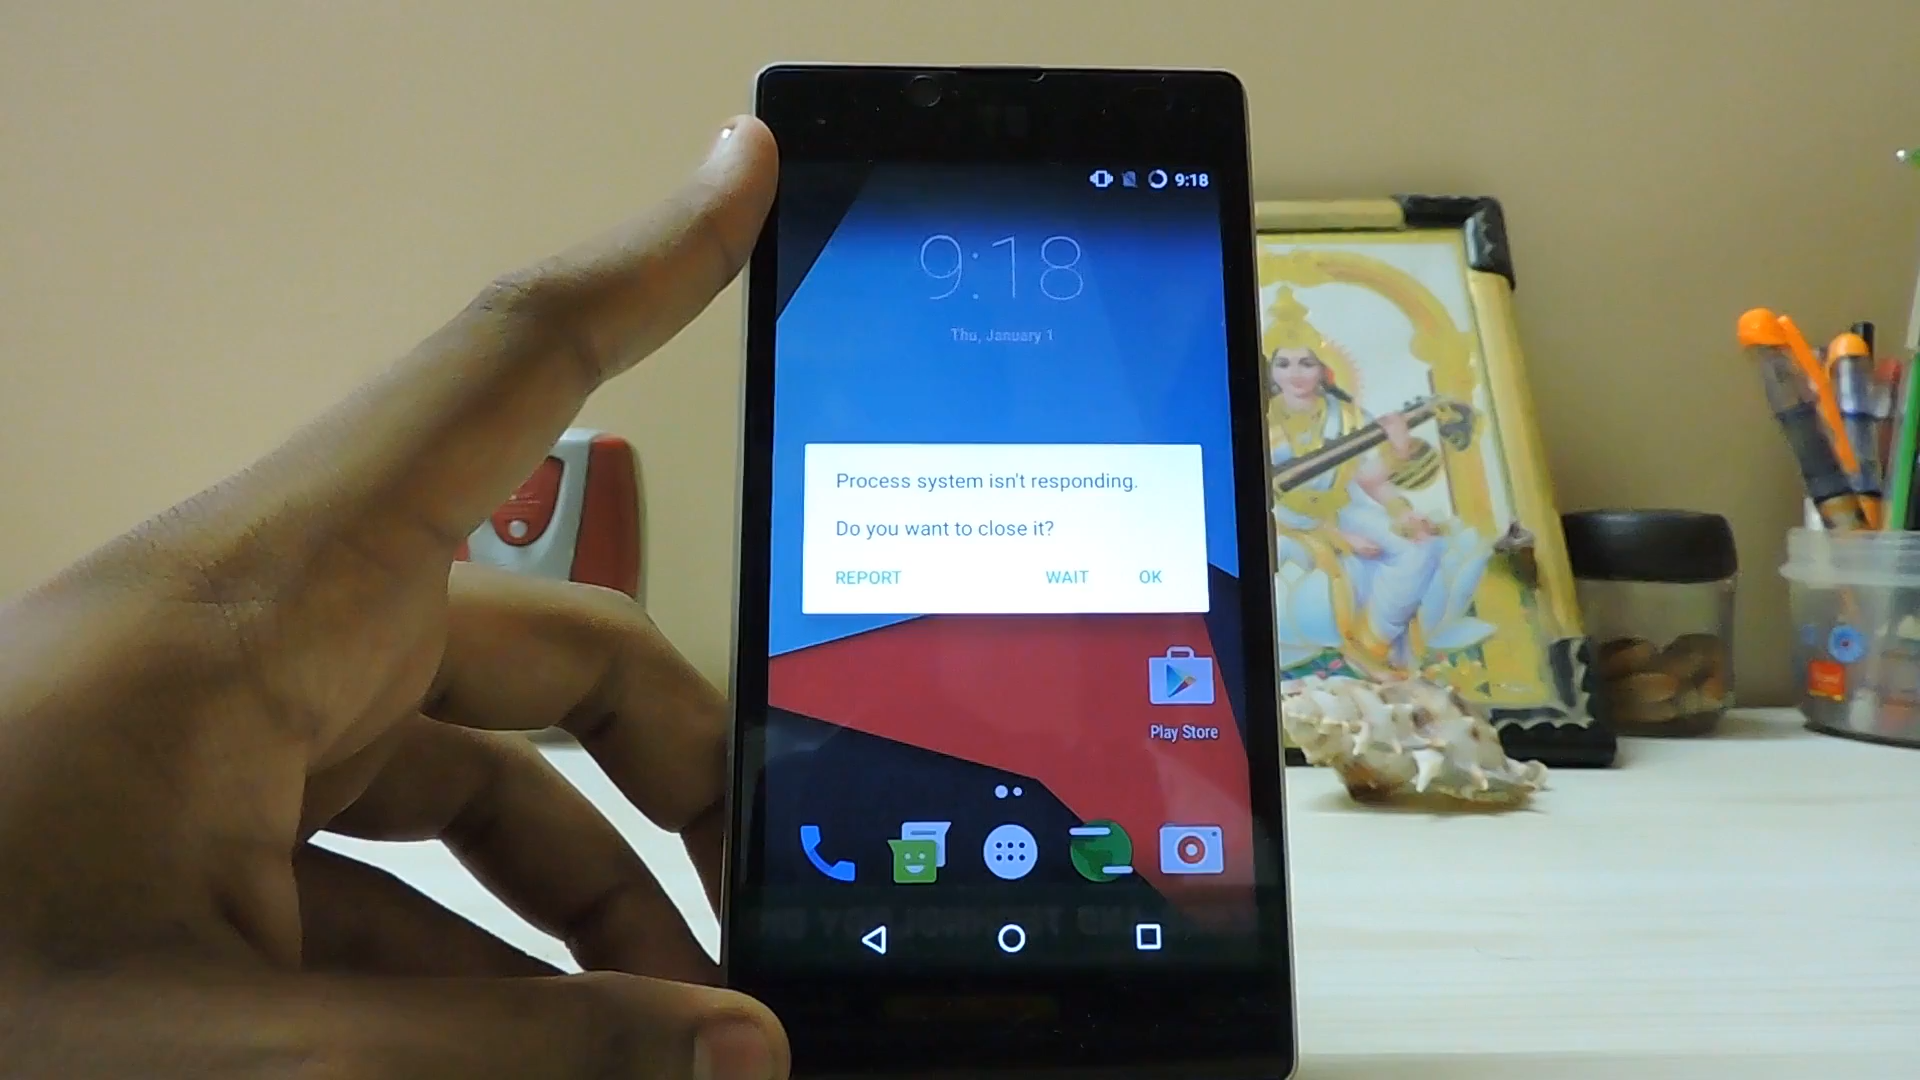 9:18
9:18
Thu, January 1
Process system isn't responding.
Do you want to close it?
REPORT WAIT OK
Play Store